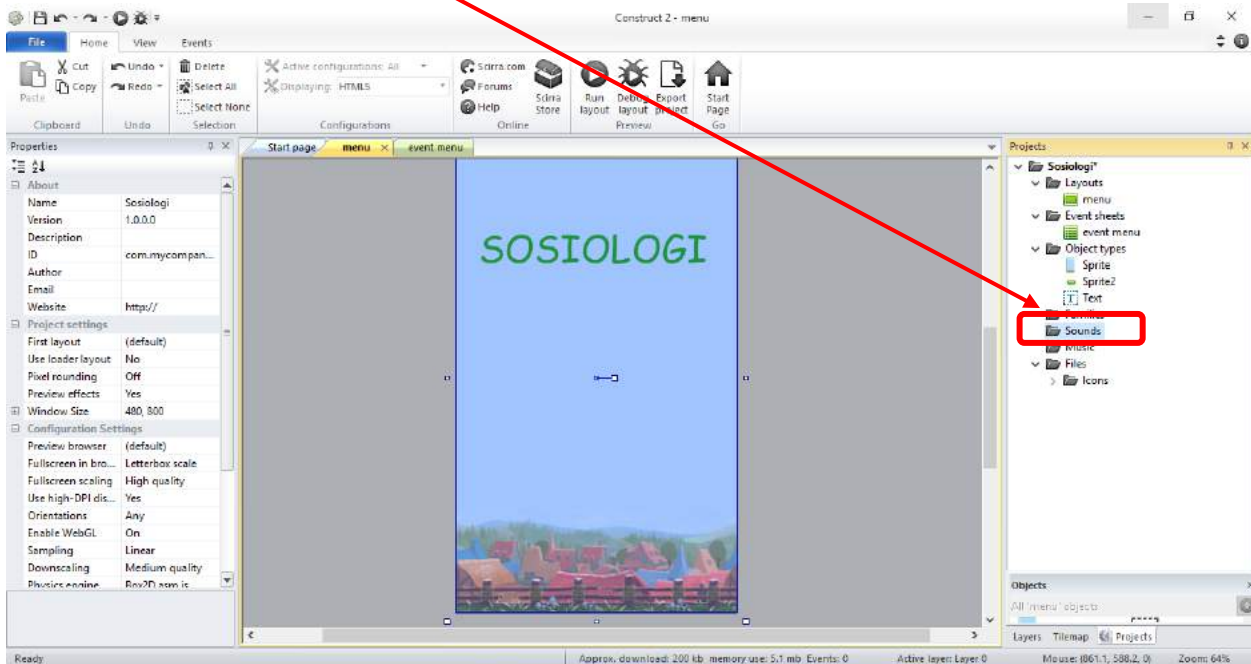 Construct 2 - menu
File Home View Events
Paste
Cut
Copy
Clipboard
Undo
Redo
Undo
Delete
Select All
Select None
Selection
Active configurations: All
Displaying: HTML5
Configurations
Scirra.com
Forums
Help
Scirra Store
Online
Run layout
Debug layout
Export project
Preview
Start Page
Go
Properties
About
Name Sosiologi
Version 1.0.0.0
Description
ID com.mycompan...
Author
Email
Website http://
Project settings
First layout (default)
Use loader layout No
Pixel rounding Off
Preview effects Yes
Window Size 480, 800
Configuration Settings
Preview browser (default)
Fullscreen in bro... Letterbox scale
Fullscreen scaling High quality
Use high-DPI dis... Yes
Orientations Any
Enable WebGL On
Sampling Linear
Downscaling Medium quality
Physics engine Box2D asm.js
Start page menu event menu
SOSIOLOGI
Projects
Sosiologi*
Layouts
menu
Event sheets
event menu
Object types
Sprite
Sprite2
Text
Families
Sounds
Music
Files
Icons
Objects
All 'menu' objects
Layers Tilemap Projects
Ready Approx. download: 200 kb memory use: 5.1 mb Events: 0 Active layer: Layer 0 Mouse: (861.1, 588.2, 0) Zoom: 64%